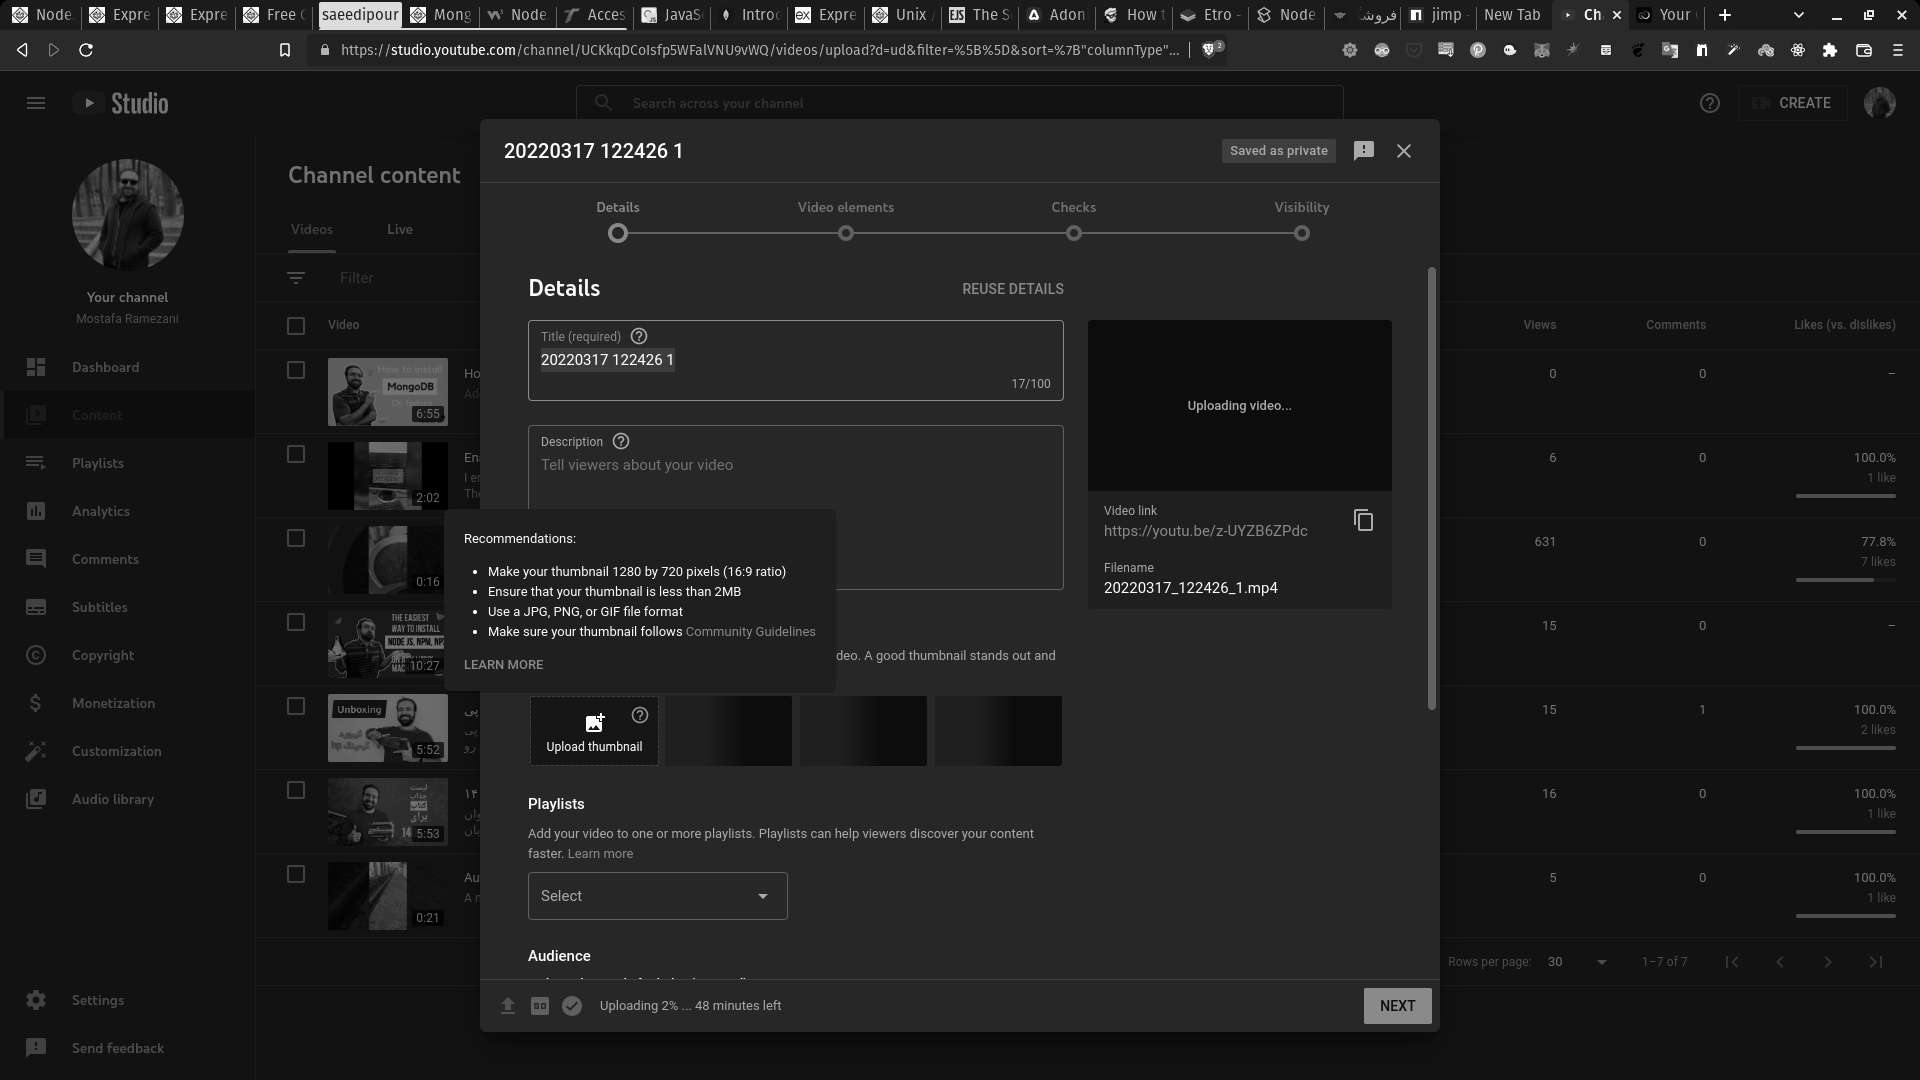 Node.
Expre
Expre
Free C
saeedipour
Mong
Node.
Acces
JavaSc
Introd
Expre
Unix /
The S
Adon
How t
Etro -
Node
فروش
jimp -
New Tab
Ch
Your
https://studio.youtube.com/channel/UCKkqDCoIsfp5WFalVNU9vWQ/videos/upload?d=ud&filter=%5B%5D&sort=%7B"columnType"...
2
Studio
Search across your channel
CREATE
Your channel
Mostafa Ramezani
Dashboard
Content
Playlists
Analytics
Comments
Subtitles
Copyright
Monetization
Customization
Audio library
Settings
Send feedback
Channel content
Videos
Live
Filter
Video
Views
Comments
Likes (vs. dislikes)
How to install
MongoDB
6:55
Ho
Ad
0
0
–
2:02
En
I er
The
6
0
100.0%
1 like
0:16
631
0
77.8%
7 likes
THE EASIEST
WAY TO INSTALL
NODE JS, NPM, NP
10:27
15
0
–
Unboxing
5:52
15
1
100.0%
2 likes
لیست
جذاب
کتاب
برای
14
5:53
16
0
100.0%
1 like
0:21
Au
A r
5
0
100.0%
1 like
Rows per page:
30
1–7 of 7
20220317 122426 1
Saved as private
Details
Video elements
Checks
Visibility
Details
REUSE DETAILS
Title (required)
20220317 122426 1
17/100
Description
Tell viewers about your video
Uploading video...
Video link
https://youtu.be/z-UYZB6ZPdc
Filename
20220317_122426_1.mp4
Recommendations:
Make your thumbnail 1280 by 720 pixels (16:9 ratio)
Ensure that your thumbnail is less than 2MB
Use a JPG, PNG, or GIF file format
Make sure your thumbnail follows Community Guidelines
LEARN MORE
deo. A good thumbnail stands out and
Upload thumbnail
Playlists
Add your video to one or more playlists. Playlists can help viewers discover your content
faster. Learn more
Select
Audience
Uploading 2% ... 48 minutes left
NEXT